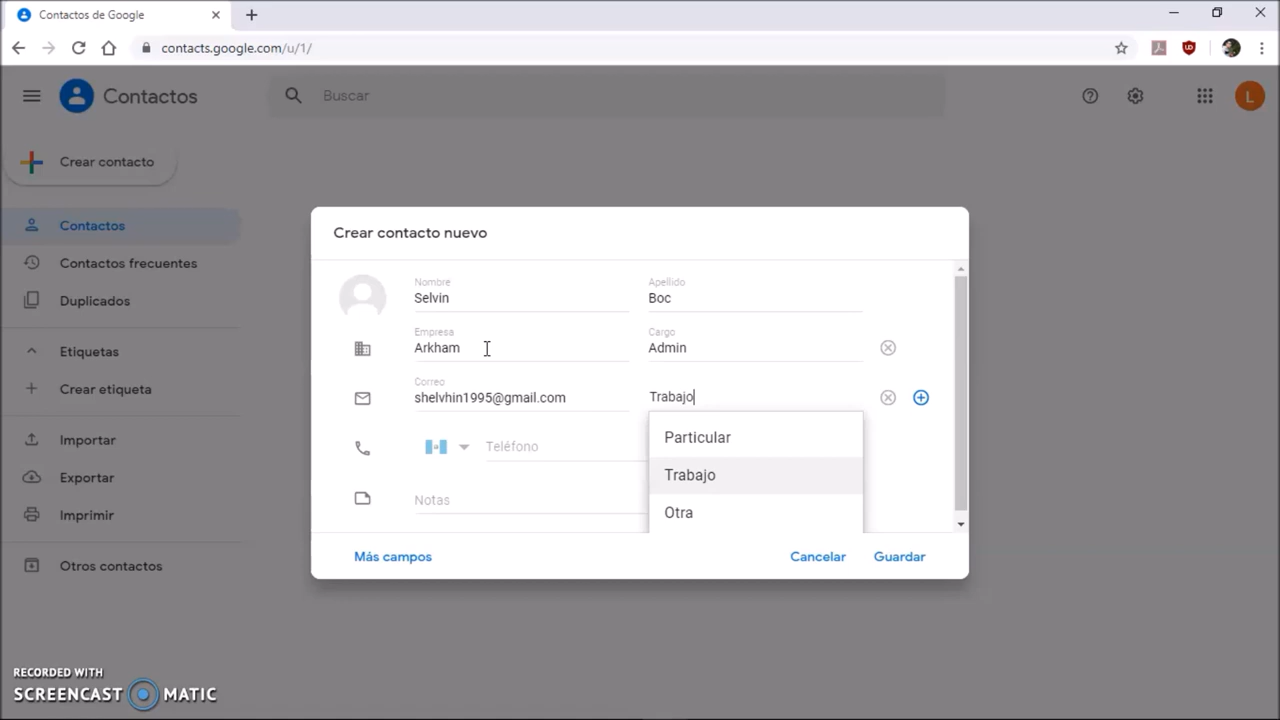 Contactos de Google
contacts.google.com/u/1/
Contactos
Buscar
L
Crear contacto
Contactos
Contactos frecuentes
Duplicados
Etiquetas
Crear etiqueta
Importar
Exportar
Imprimir
Otros contactos
Crear contacto nuevo
Nombre Apellido
Selvin Boc
Empresa Cargo
Arkham Admin
Correo
shelvhin1995@gmail.com Trabajo
Particular
Teléfono
Trabajo
Notas
Otra
Más campos Cancelar Guardar
RECORDED WITH
SCREENCAST MATIC